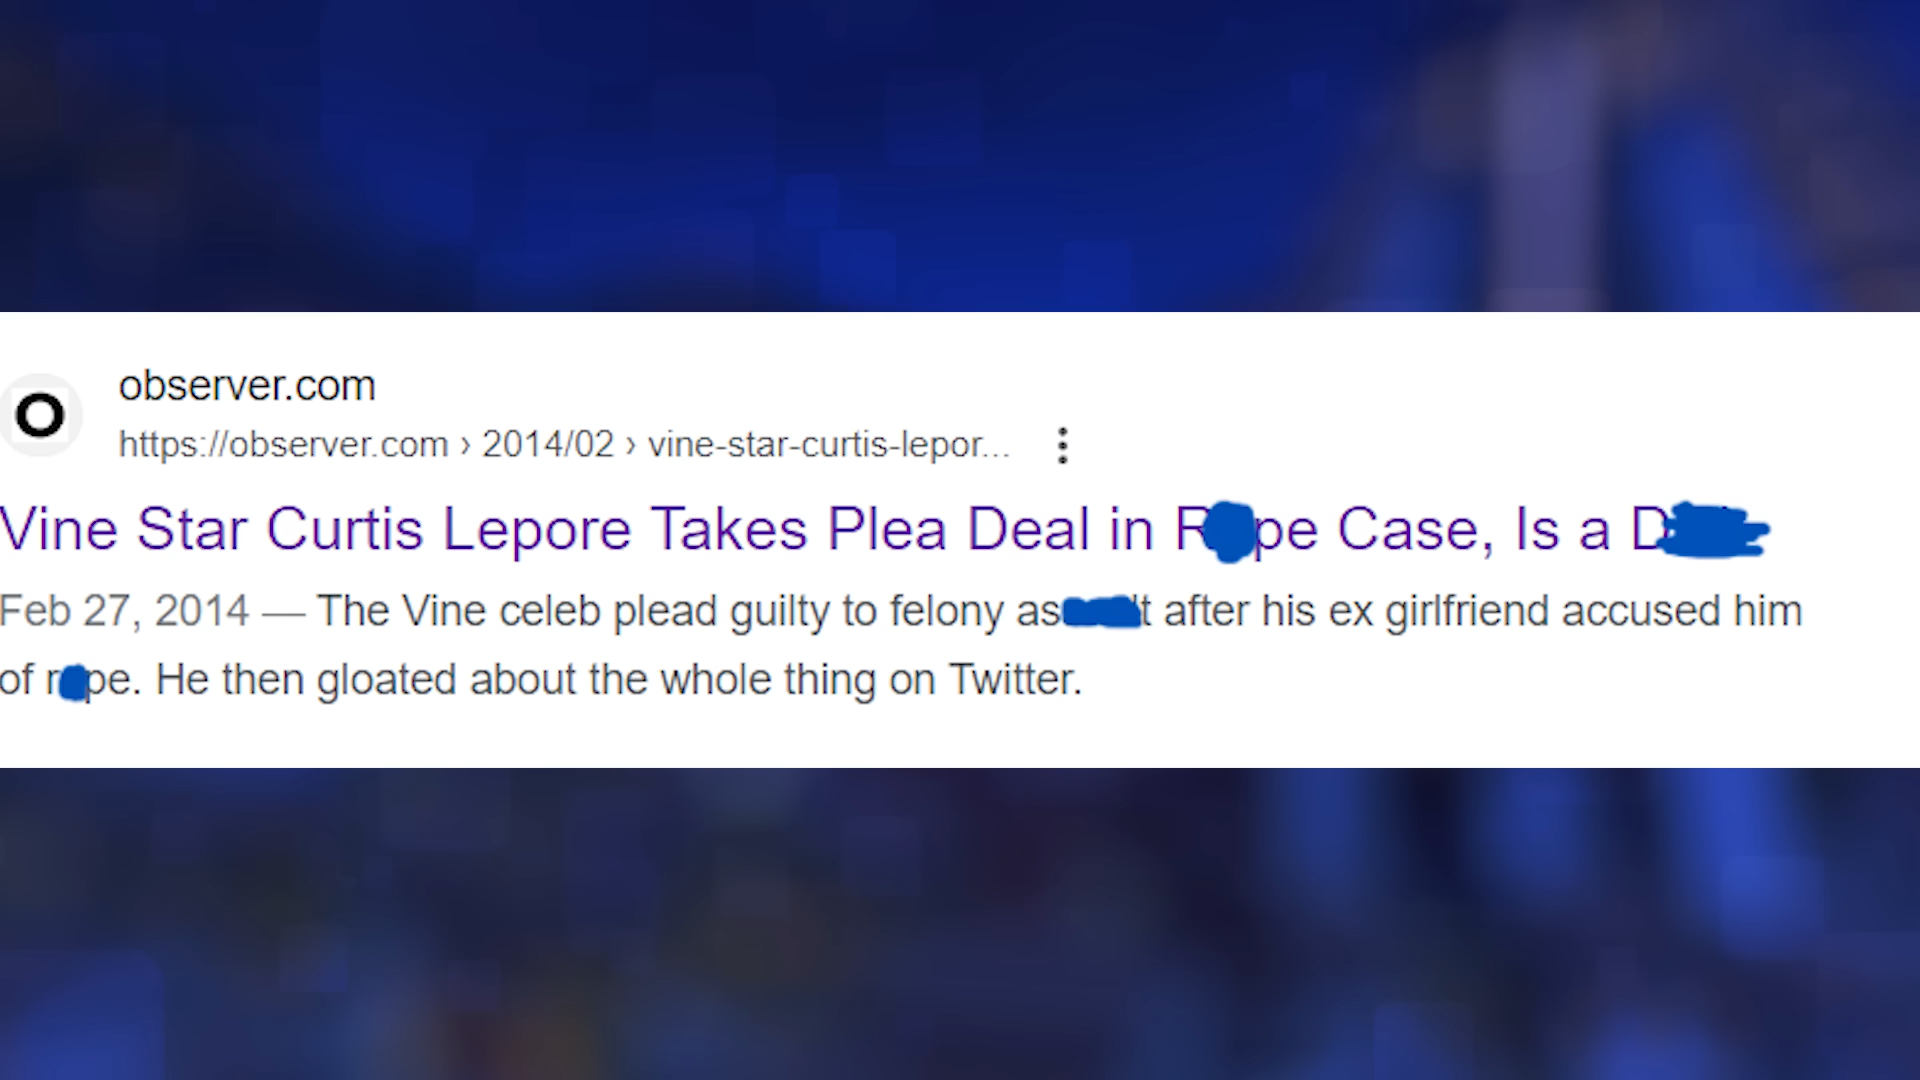 observer.com
https://observer.com › 2014/02 › vine-star-curtis-lepor...
Vine Star Curtis Lepore Takes Plea Deal in Case, Is a
Feb 27, 2014 — The Vine celeb plead guilty to felony after his ex girlfriend accused him
of He then gloated about the whole thing on Twitter.